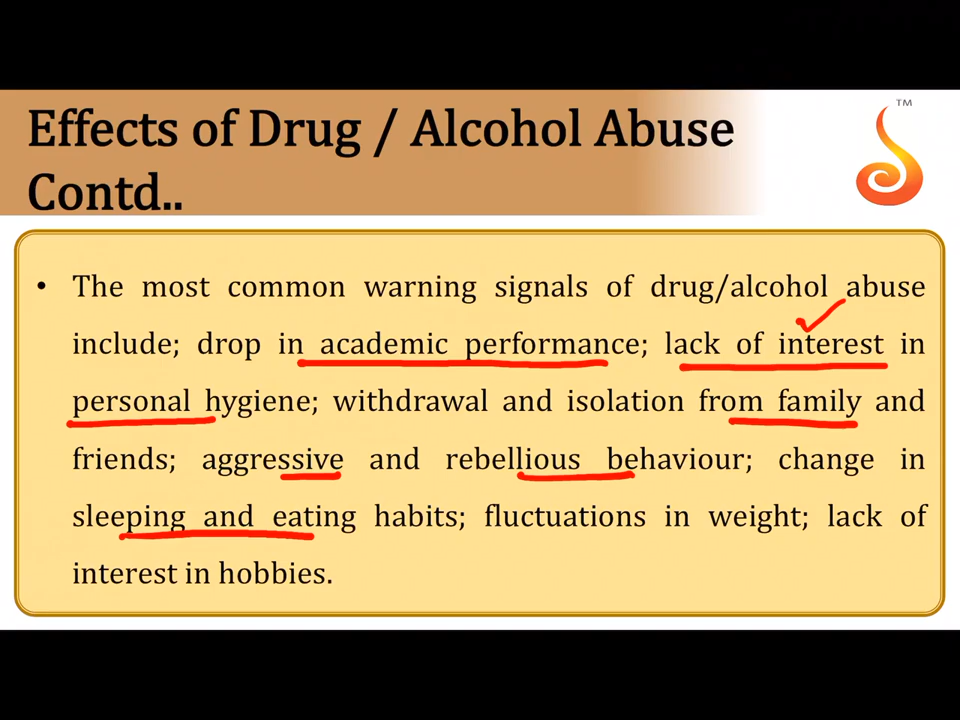 Effects of Drug / Alcohol Abuse
Contd..
TM
• The most common warning signals of drug/alcohol abuse
include; drop in academic performance; lack of interest in
personal hygiene; withdrawal and isolation from family and
friends; aggressive and rebellious behaviour; change in
sleeping and eating habits; fluctuations in weight; lack of
interest in hobbies.